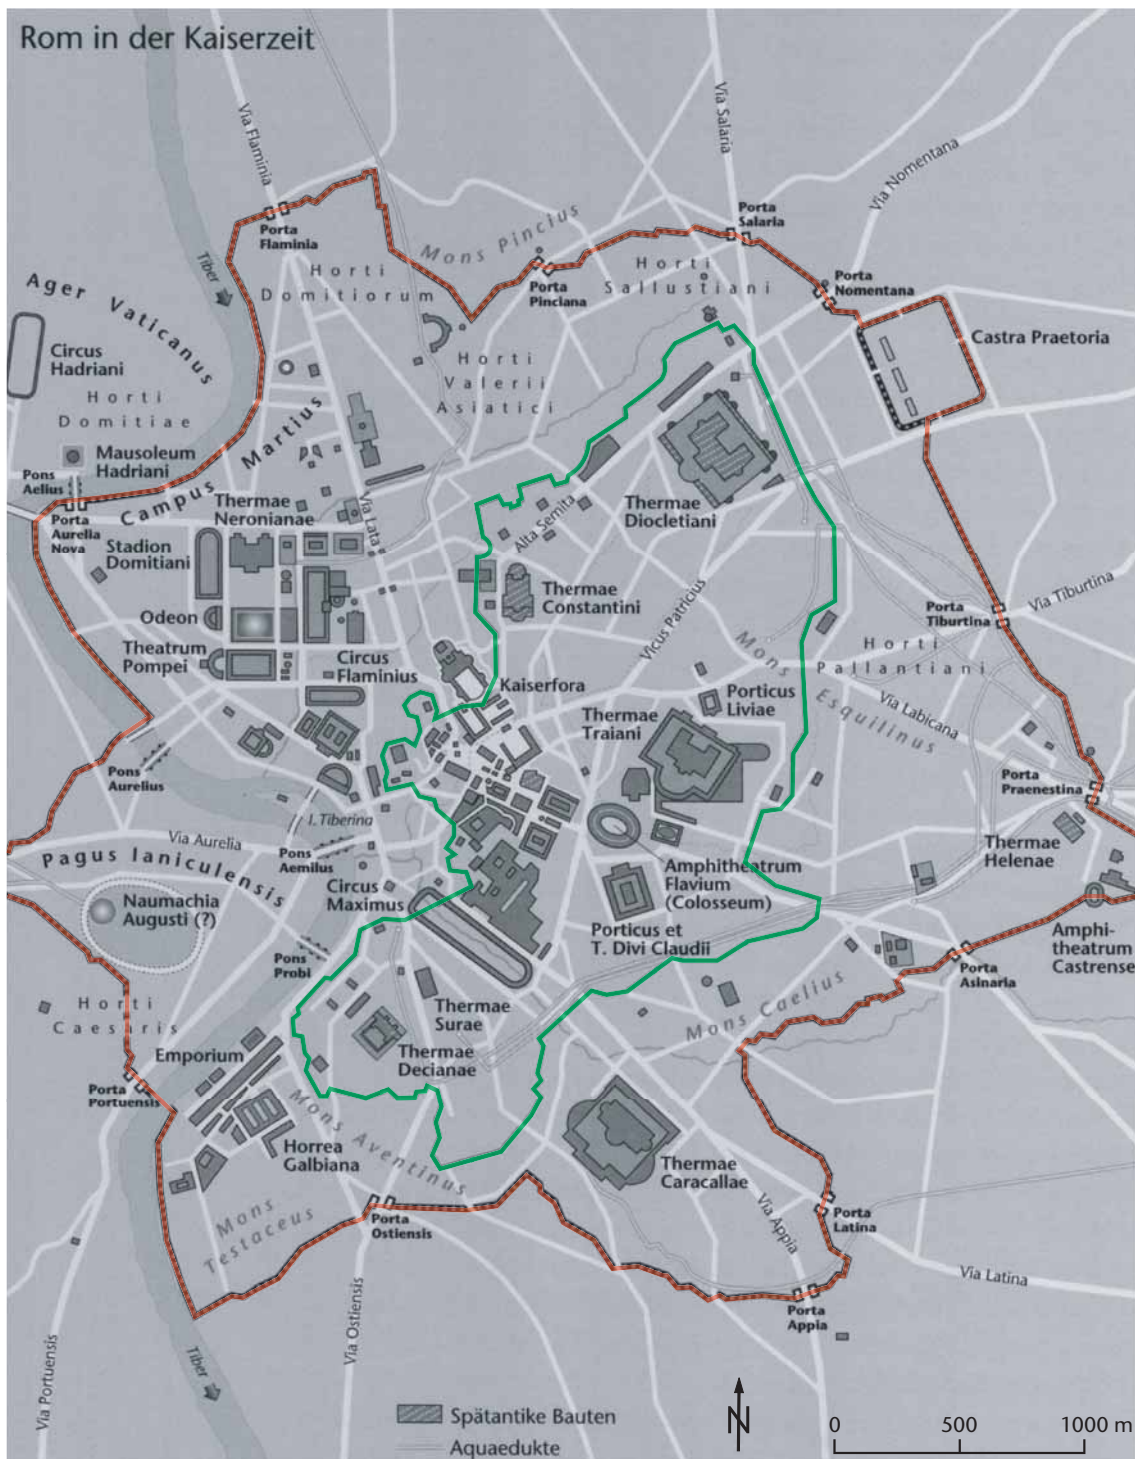 Rom in der Kaiserzeit
Via Flaminia
Via Salaria
Via Nomentana
Porta
Flaminia
Tiber
Mons Pincius
Porta
Salaria
Porta
Pinciana
Horti
Domitiorum
Horti
Sallustiani
Porta
Nomentana
Ager Vaticanus
Circus
Hadriani
Horti
Domitiae
Castra Praetoria
Horti
Valerii
Asiatici
Mausoleum
Hadriani
Pons
Aelius
Porta
Aurelia
Nova
Campus Martius
Thermae
Neronianae
Via Lata
Alta Semita
Thermae
Diocletiani
Stadion
Domitiani
Thermae
Constantini
Vicus Patricius
Odeon
Theatrum
Pompei
Circus
Flaminius
Kaiserfora
Porta
Tiburtina
Via Tiburtina
Mons Esquilinus
Horti
Pallantiani
Via Labicana
Porticus
Liviae
Thermae
Traiani
Pons
Aurelius
I. Tiberina
Via Aurelia
Pons
Aemilus
Pagus Ianiculensis
Porta
Praenestina
Thermae
Helenae
Amphitheatrum
Flavium
(Colosseum)
Naumachia
Augusti (?)
Circus
Maximus
Porticus et
T. Divi Claudii
Amphi-
theatrum
Castrense
Porta
Asinaria
Pons
Probi
Horti
Caesaris
Thermae
Surae
Mons Caelius
Emporium
Thermae
Decianae
Porta
Portuensis
Mons Aventinus
Horrea
Galbiana
Thermae
Caracallae
Mons
Testaceus
Porta
Ostiensis
Via Appia
Porta
Latina
Via Latina
Porta
Appia
Via Ostiensis
Via Portuensis
Tiber
Spätantike Bauten
Aquaedukte
N
0 500 1000 m